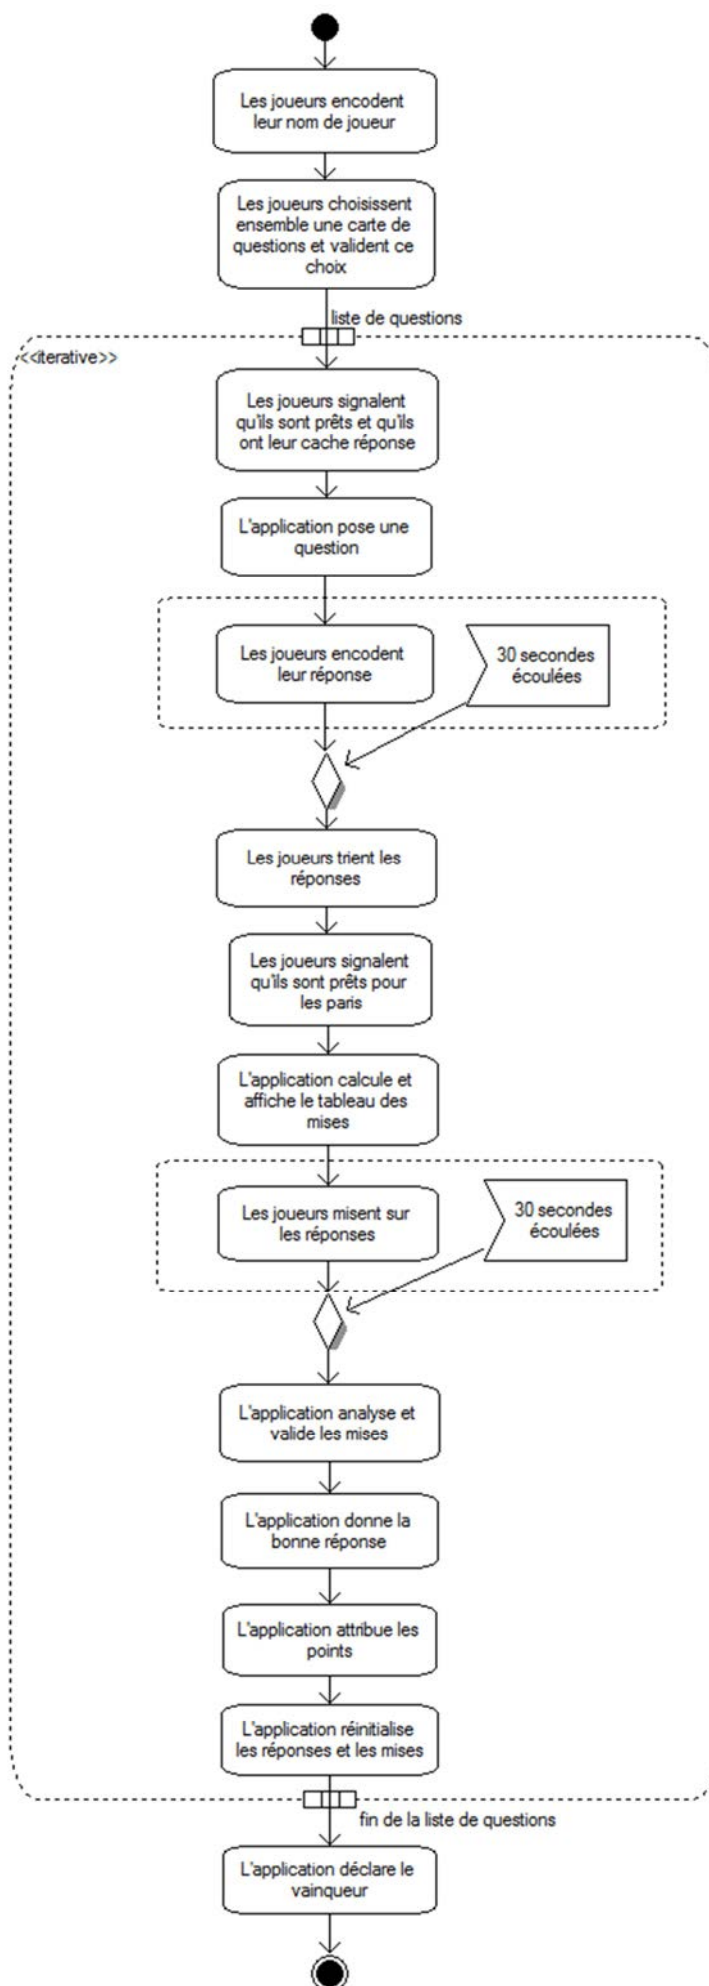 Les joueurs encodent
leur nom de joueur
Les joueurs choisissent
ensemble une carte de
questions et valident ce
choix
liste de questions
<<iterative>>
Les joueurs signalent
qu'ils sont prêts et qu'ils
ont leur cache réponse
L'application pose une
question
Les joueurs encodent
leur réponse
30 secondes
écoulées
Les joueurs trient les
réponses
Les joueurs signalent
qu'ils sont prêts pour
les paris
L'application calcule et
affiche le tableau des
mises
Les joueurs misent sur
les réponses
30 secondes
écoulées
L'application analyse et
valide les mises
L'application donne la
bonne réponse
L'application attribue les
points
L'application réinitialise
les réponses et les mises
fin de la liste de questions
L'application déclare le
vainqueur